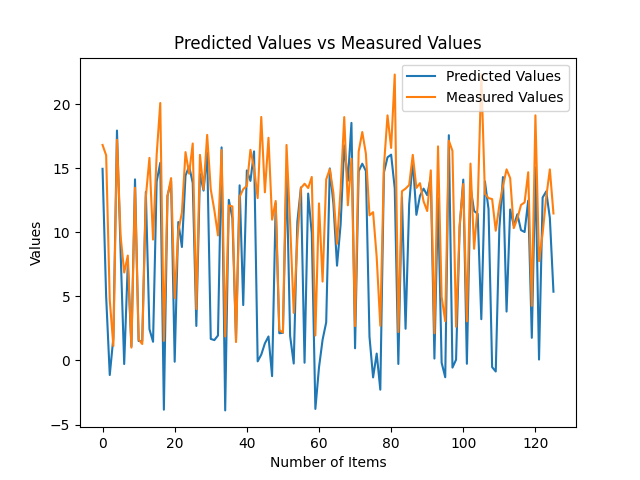 Predicted Values vs Measured Values
Predicted Values
Measured Values
20
15
10
5
0
−5
Values
0 20 40 60 80 100 120
Number of Items